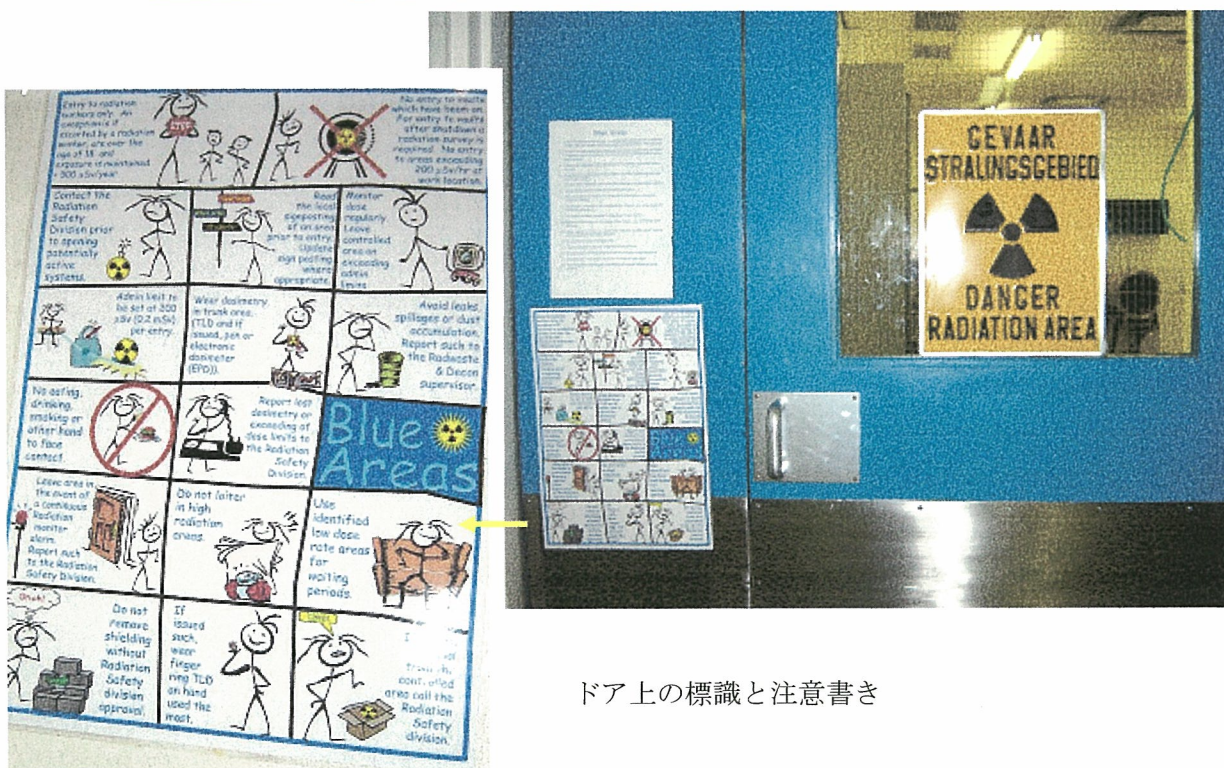 Entry to radiation
workers only. An
exception is if
escorted by a radiation
worker, are over the
age of 18 and
exposure is maintained
No entry to vaults
which have been on.
For entry to vaults
after shutdown a
radiation survey is
required. No entry
to areas exceeding
200 µSv/hr at
work location.
Contact the
Radiation
Safety
Division prior
to opening
potentially
active
systems.
Read
the local
signposting
of an area
prior to entry.
Update
sign posting
where
appropriate
Monitor
dose
regularly
Leave
controlled
area on
exceeding
admin
limits
Admin limit to
be set at 200
µSv (0.2 mSv)
per entry.
Wear dosimetry
in trunk area.
(TLD and if
issued, pen or
electronic
dosimeter
(EPD)).
Avoid leaks,
spillages or dust
accumulation.
Report such to
the Radwaste
& Decon
supervisor.
No eating,
drinking,
smoking or
other hand
to face
contact.
Report lost
dosimetry or
exceeding of
dose limits to
the Radiation
Safety
Division.
Blue
Areas
Leave area in
the event of
a continuous
Radiation
monitor
alarm.
Report such
to the Radiation
Safety Division.
Do not loiter
in high
radiation
areas.
Use
identified
low dose
rate areas
for
waiting
periods.
Do not
remove
shielding
without
Radiation
Safety
division
approval.
If
issued
such,
wear
finger
ring TLD
on hand
used the
most.
area call the
Radiation
Safety
division.
GEVAAR
STRALINGSGEBIED
DANGER
RADIATION AREA
ドア上の標識と注意書き